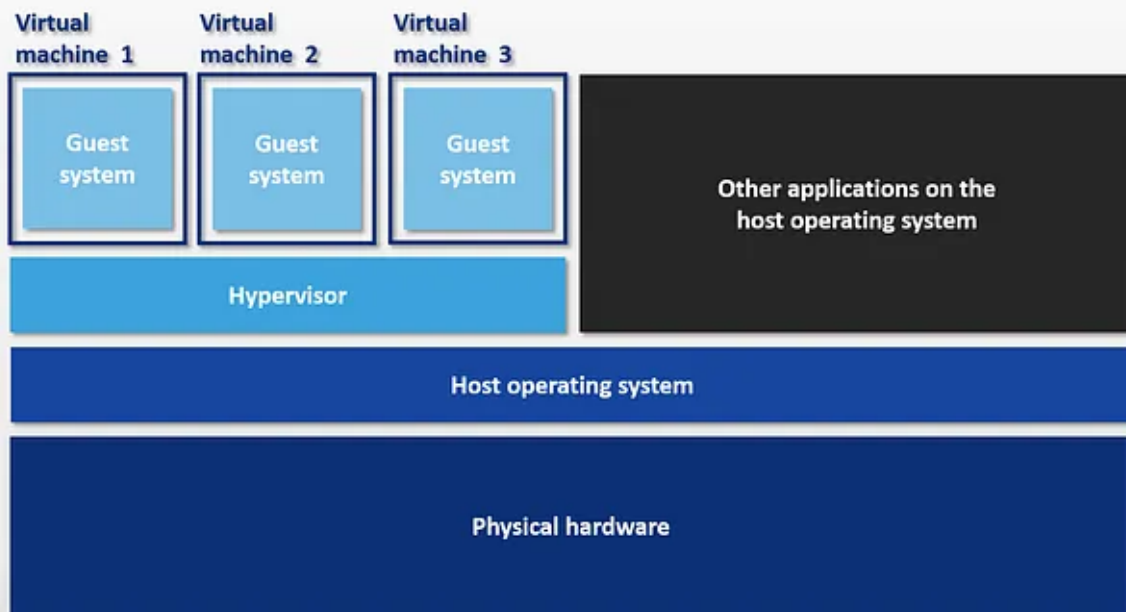 Virtual
machine 1
Virtual
machine 2
Virtual
machine 3
Guest
system
Guest
system
Guest
system
Other applications on the
host operating system
Hypervisor
Host operating system
Physical hardware